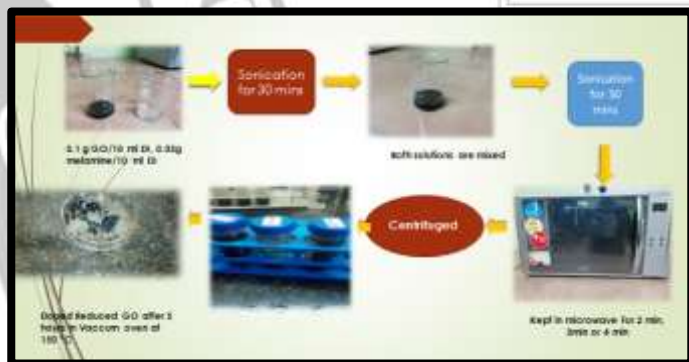 Sonication
for 30 mins
Sonication
for 30
mins
0.1 g GO/10 ml DI, 0.03g
melamine/10 ml DI
Both solutions are mixed
Centrifuged
Doped Reduced GO after 5
hours in Vaccum oven at
Kept in microwave for 2 min,
3min or 4 min